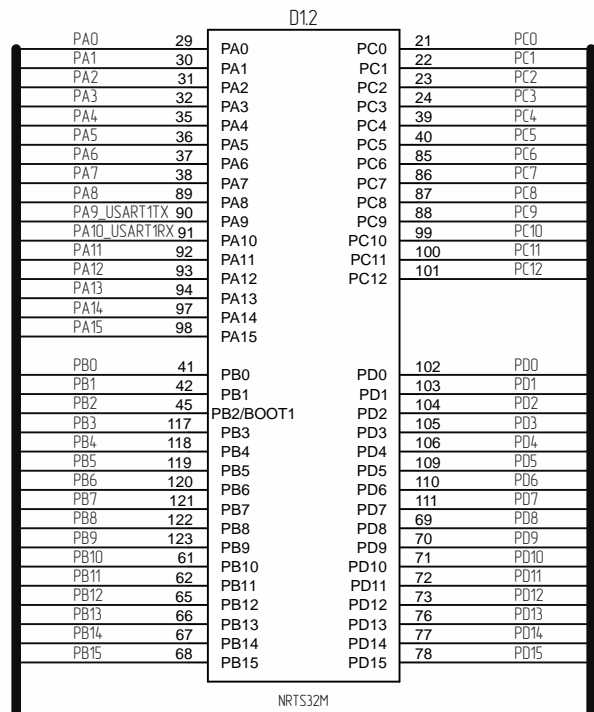 D1.2
PA0 29 PA0 PC0 21 PC0
PA1 30 PA1 PC1 22 PC1
PA2 31 PA2 PC2 23 PC2
PA3 32 PA3 PC3 24 PC3
PA4 35 PA4 PC4 39 PC4
PA5 36 PA5 PC5 40 PC5
PA6 37 PA6 PC6 85 PC6
PA7 38 PA7 PC7 86 PC7
PA8 89 PA8 PC8 87 PC8
PA9_USART1TX 90 PA9 PC9 88 PC9
PA10_USART1RX 91 PA10 PC10 99 PC10
PA11 92 PA11 PC11 100 PC11
PA12 93 PA12 PC12 101 PC12
PA13 94 PA13
PA14 97 PA14
PA15 98 PA15
PB0 41 PB0 PD0 102 PD0
PB1 42 PB1 PD1 103 PD1
PB2 45 PB2/BOOT1 PD2 104 PD2
PB3 117 PB3 PD3 105 PD3
PB4 118 PB4 PD4 106 PD4
PB5 119 PB5 PD5 109 PD5
PB6 120 PB6 PD6 110 PD6
PB7 121 PB7 PD7 111 PD7
PB8 122 PB8 PD8 69 PD8
PB9 123 PB9 PD9 70 PD9
PB10 61 PB10 PD10 71 PD10
PB11 62 PB11 PD11 72 PD11
PB12 65 PB12 PD12 73 PD12
PB13 66 PB13 PD13 76 PD13
PB14 67 PB14 PD14 77 PD14
PB15 68 PB15 PD15 78 PD15
NRTS32M